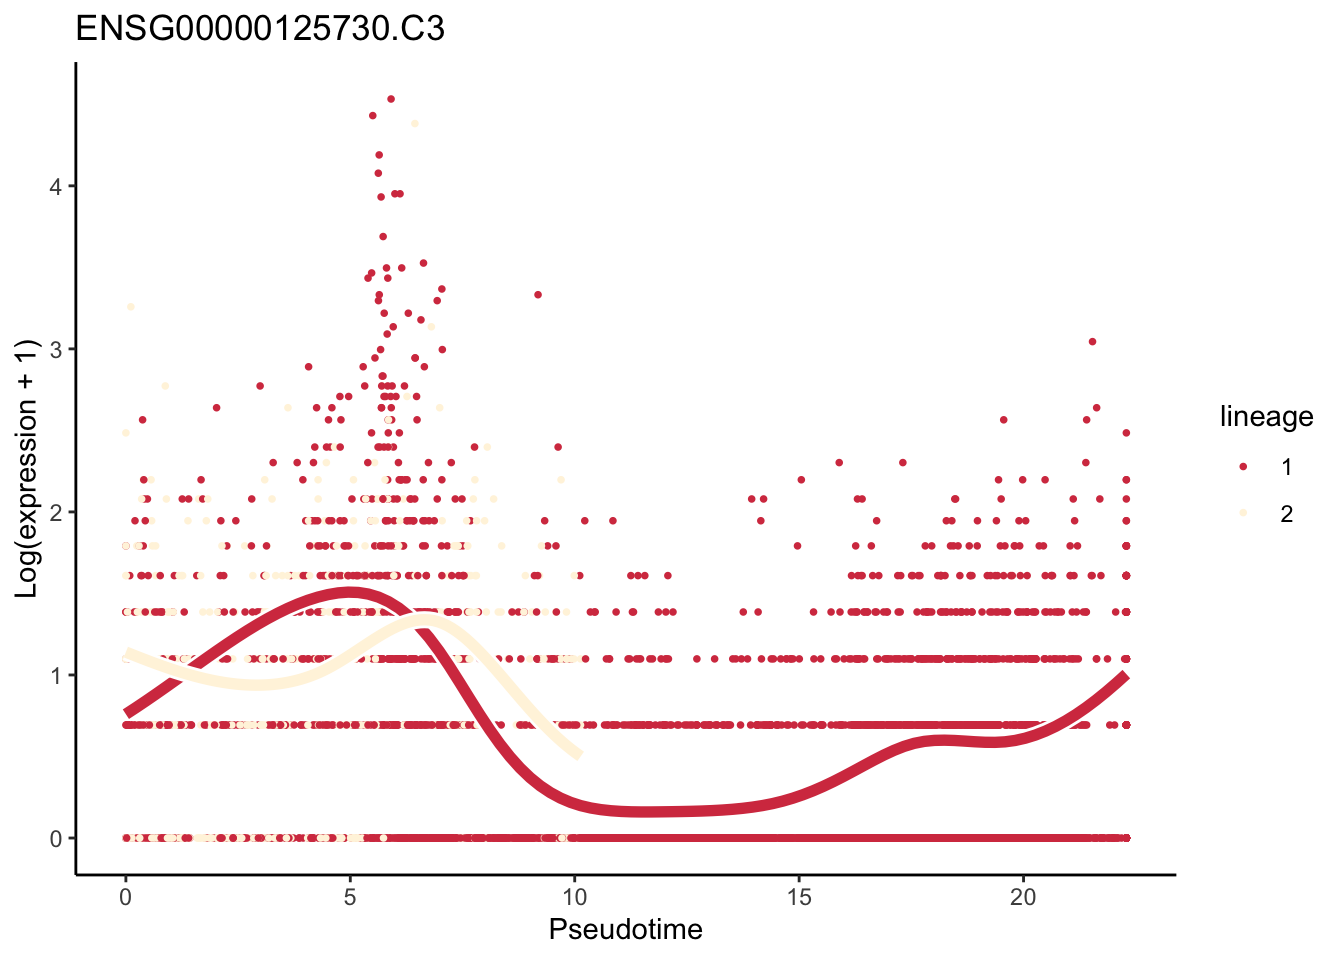 ENSG00000125730.C3
Log(expression + 1)
4
3
2
1
0
0 5 10 15 20
Pseudotime
lineage
1
2